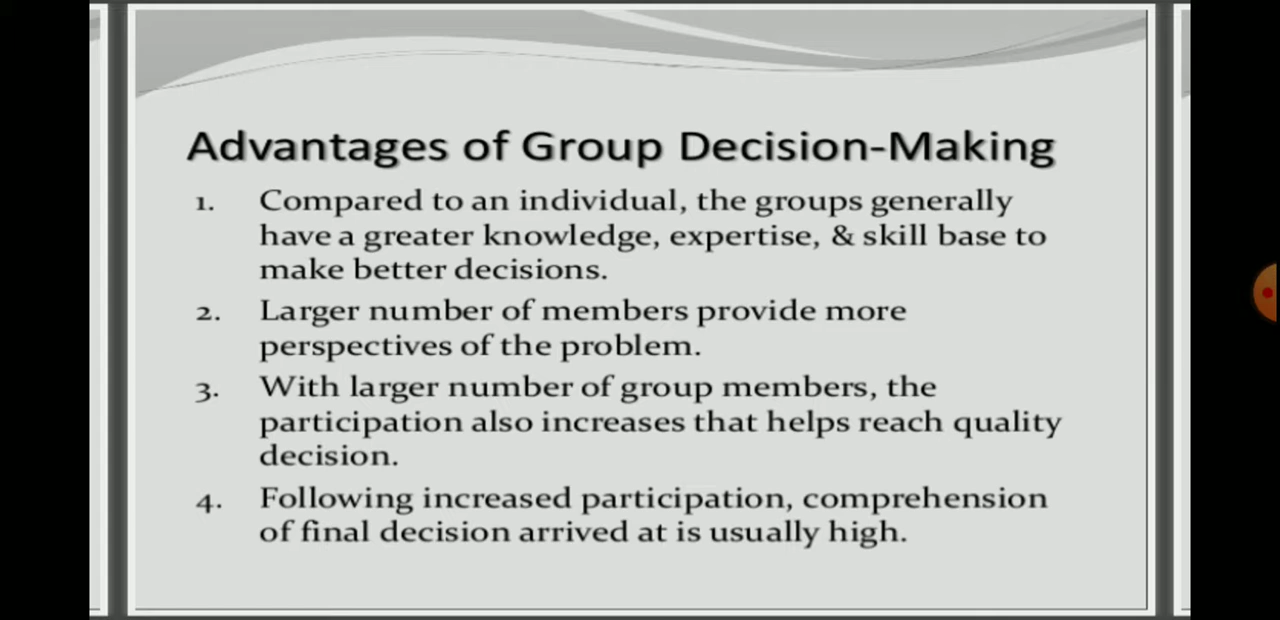 Advantages of Group Decision-Making
1. Compared to an individual, the groups generally
have a greater knowledge, expertise, & skill base to
make better decisions.
2. Larger number of members provide more
perspectives of the problem.
3. With larger number of group members, the
participation also increases that helps reach quality
decision.
4. Following increased participation, comprehension
of final decision arrived at is usually high.